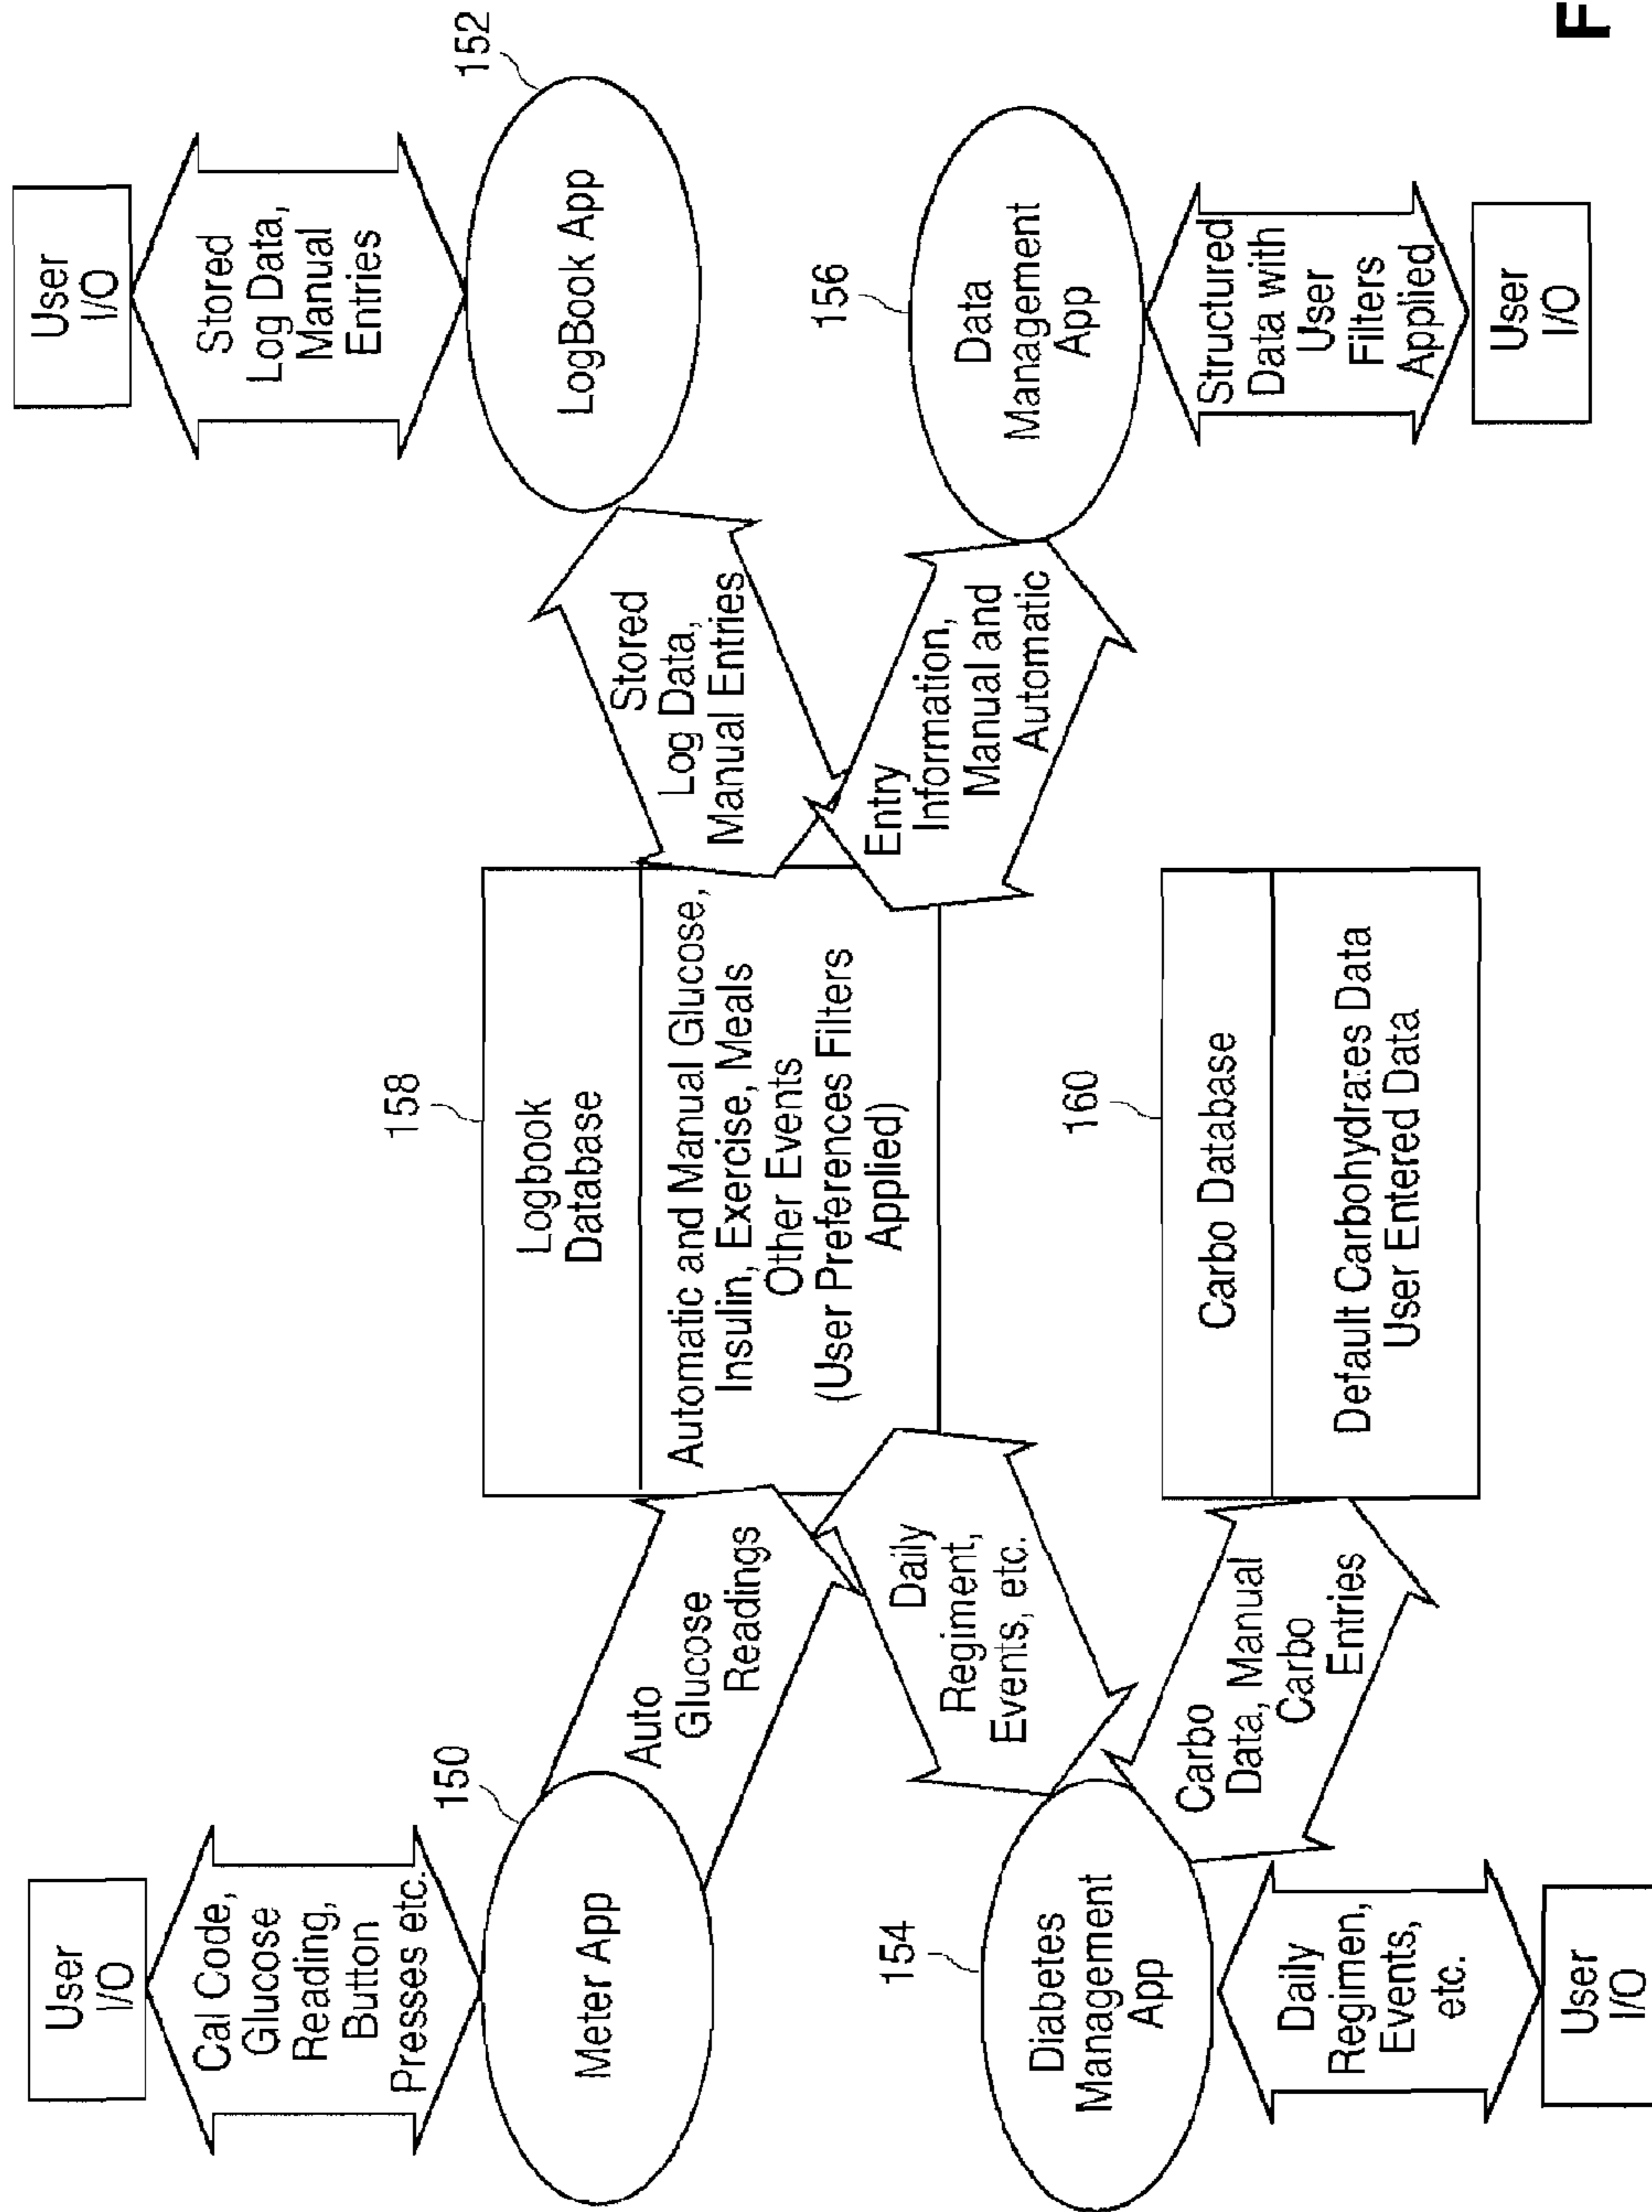 User
I/O
Cal Code,
Glucose
Reading,
Button
Presses etc.
150
Meter App
Auto
Glucose
Readings
158
Logbook
Database
Automatic and Manual Glucose,
Insulin, Exercise, Meals
Other Events
(User Preferences Filters
Applied)
Stored
Log Data,
Manual Entries
User
I/O
Stored
Log Data,
Manual
Entries
152
LogBook App
154
Diabetes
Management
App
Daily
Regiment,
Events, etc.
Carbo
Data, Manual
Carbo
Entries
Daily
Regimen,
Events,
etc.
User
I/O
160
Carbo Database
Default Carbohydrates Data
User Entered Data
Entry
Information,
Manual and
Automatic
156
Data
Management
App
Structured
Data with
User
Filters
Applied
User
I/O
F